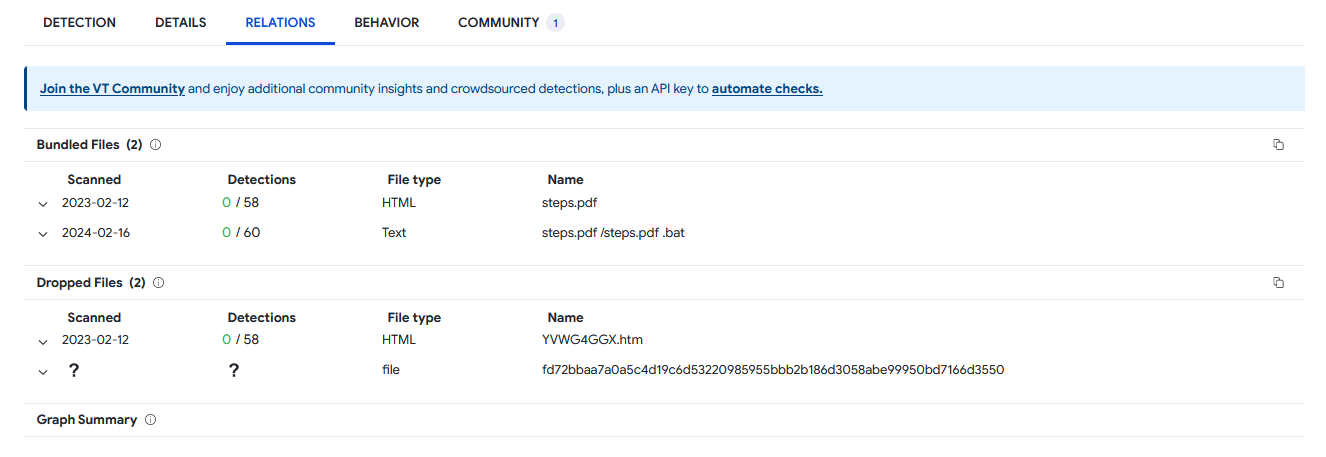 DETECTION DETAILS RELATIONS BEHAVIOR COMMUNITY 1
Join the VT Community and enjoy additional community insights and crowdsourced detections, plus an API key to automate checks.
Bundled Files (2)
Scanned Detections File type Name
2023-02-12 0 / 58 HTML steps.pdf
2024-02-16 0 / 60 Text steps.pdf /steps.pdf .bat
Dropped Files (2)
Scanned Detections File type Name
2023-02-12 0 / 58 HTML YVWG4GGX.htm
? ? file fd72bbaa7a0a5c4d19c6d53220985955bbb2b186d3058abe99950bd7166d3550
Graph Summary